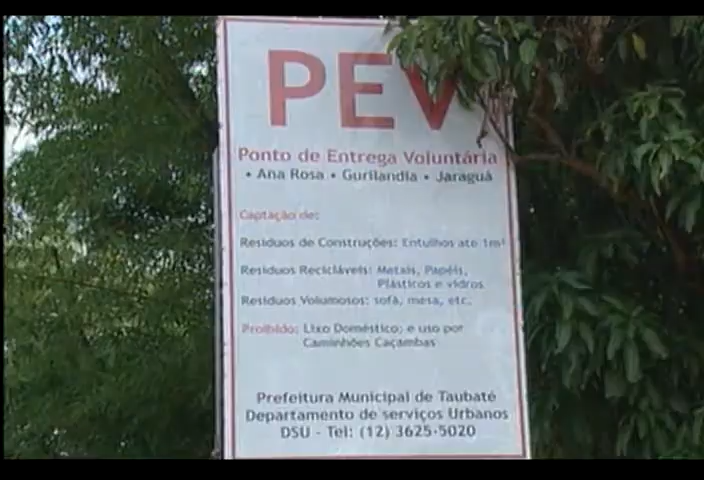 PEV
Ponto de Entrega Voluntária
• Ana Rosa • Gurilandia • Jaraguá
Captação de:
Resíduos de Construções: Entulhos até 1m³
Resíduos Recicláveis: Metais, Papéis,
Plásticos e vidros
Resíduos Volumosos: sofá, mesa, etc.
Proibido: Lixo Doméstico; e uso por
Caminhões Caçambas
Prefeitura Municipal de Taubaté
Departamento de serviços Urbanos
DSU - Tel: (12) 3625-5020